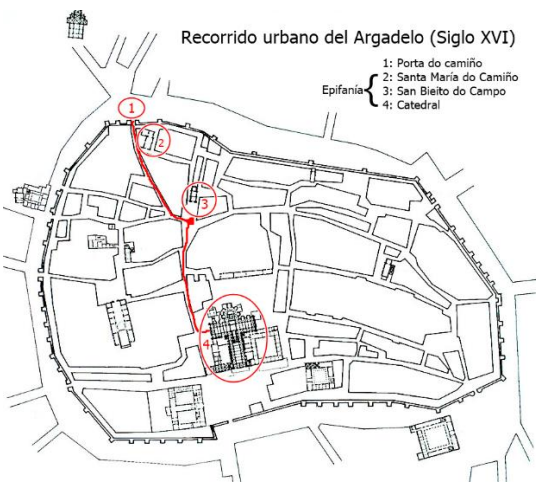 Recorrido urbano del Argadelo (Siglo XVI)
1: Porta do camiño
Epifanía { 2: Santa María do Camiño
3: San Bieito do Campo
4: Catedral
1
2
3
4